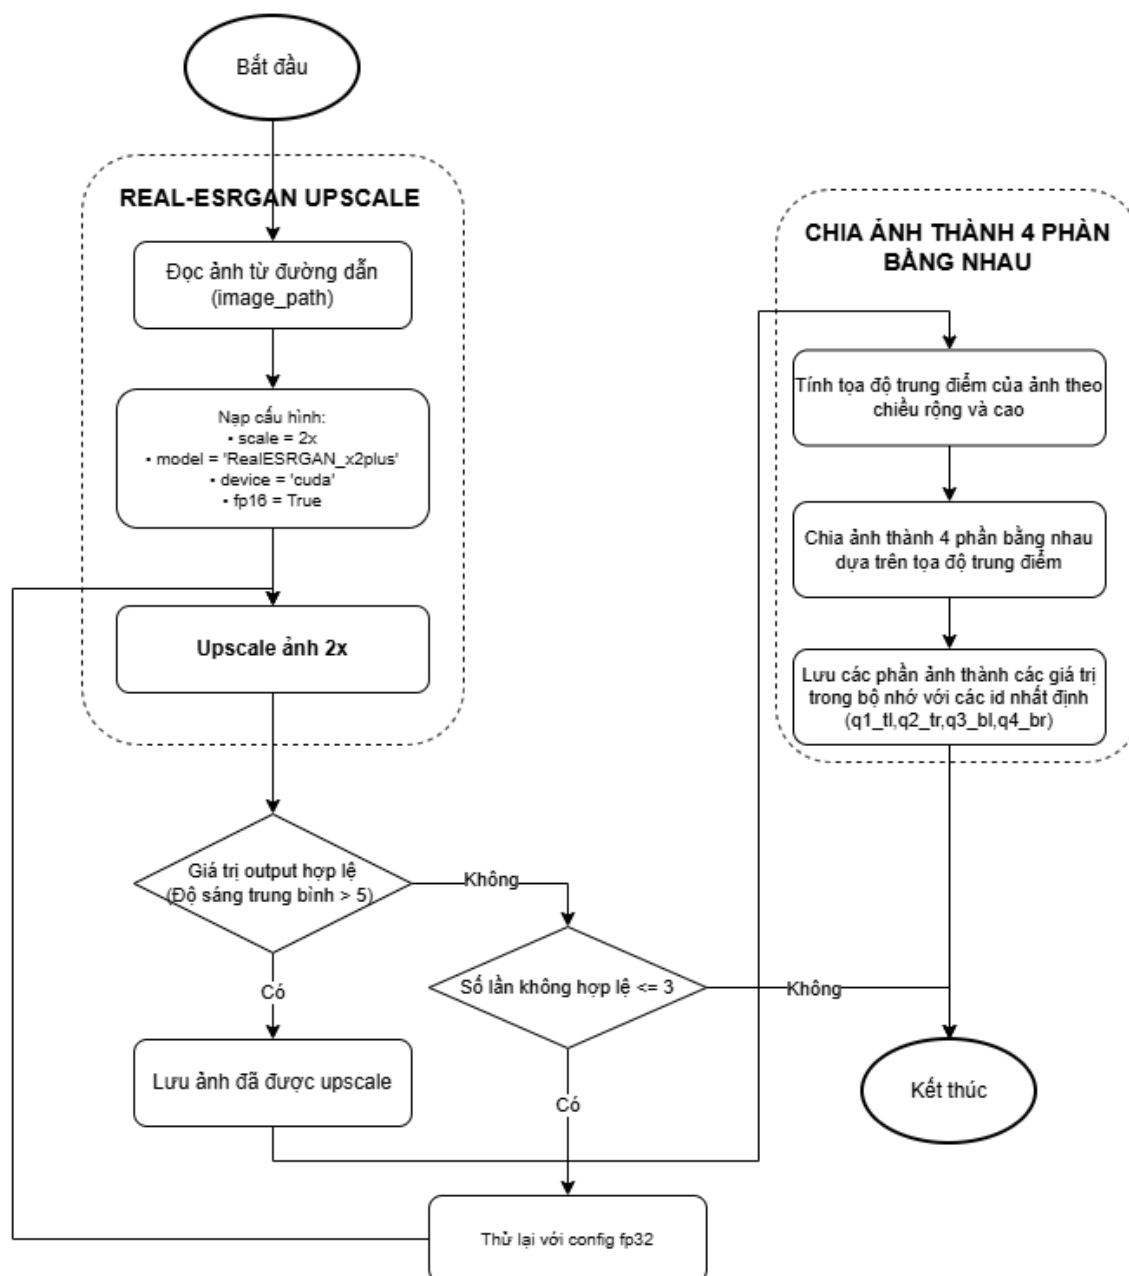 Bắt đầu
REAL-ESRGAN UPSCALE
Đọc ảnh từ đường dẫn
(image_path)
Nạp cấu hình:
• scale = 2x
• model = 'RealESRGAN_x2plus'
• device = 'cuda'
• fp16 = True
Upscale ảnh 2x
Giá trị output hợp lệ
(Độ sáng trung bình > 5)
Không
Có
Số lần không hợp lệ <= 3
Không
Có
Lưu ảnh đã được upscale
Thử lại với config fp32
CHIA ẢNH THÀNH 4 PHẦN
BẰNG NHAU
Tính tọa độ trung điểm của ảnh theo
chiều rộng và cao
Chia ảnh thành 4 phần bằng nhau
dựa trên tọa độ trung điểm
Lưu các phần ảnh thành các giá trị
trong bộ nhớ với các id nhất định
(q1_tl,q2_tr,q3_bl,q4_br)
Kết thúc